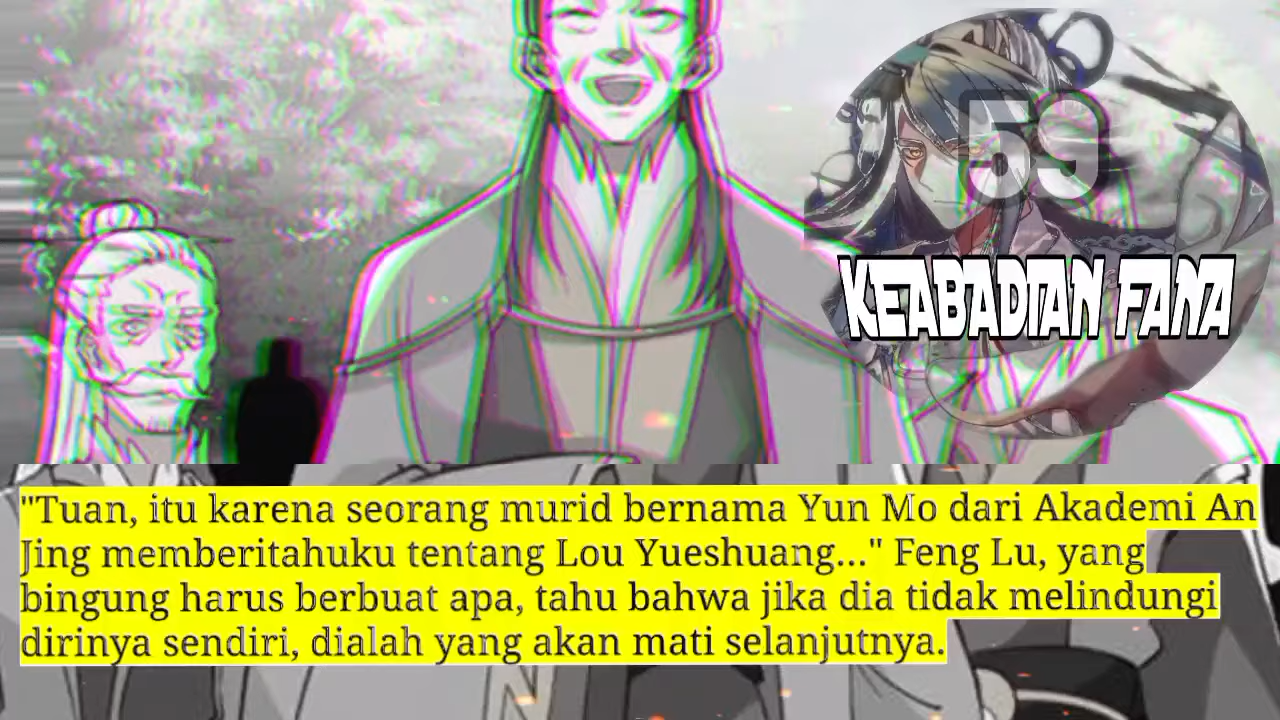 59
KEABADIAN FANA
"Tuan, itu karena seorang murid bernama Yun Mo dari Akademi An
Jing memberitahuku tentang Lou Yueshuang..." Feng Lu, yang
bingung harus berbuat apa, tahu bahwa jika dia tidak melindungi
dirinya sendiri, dialah yang akan mati selanjutnya.